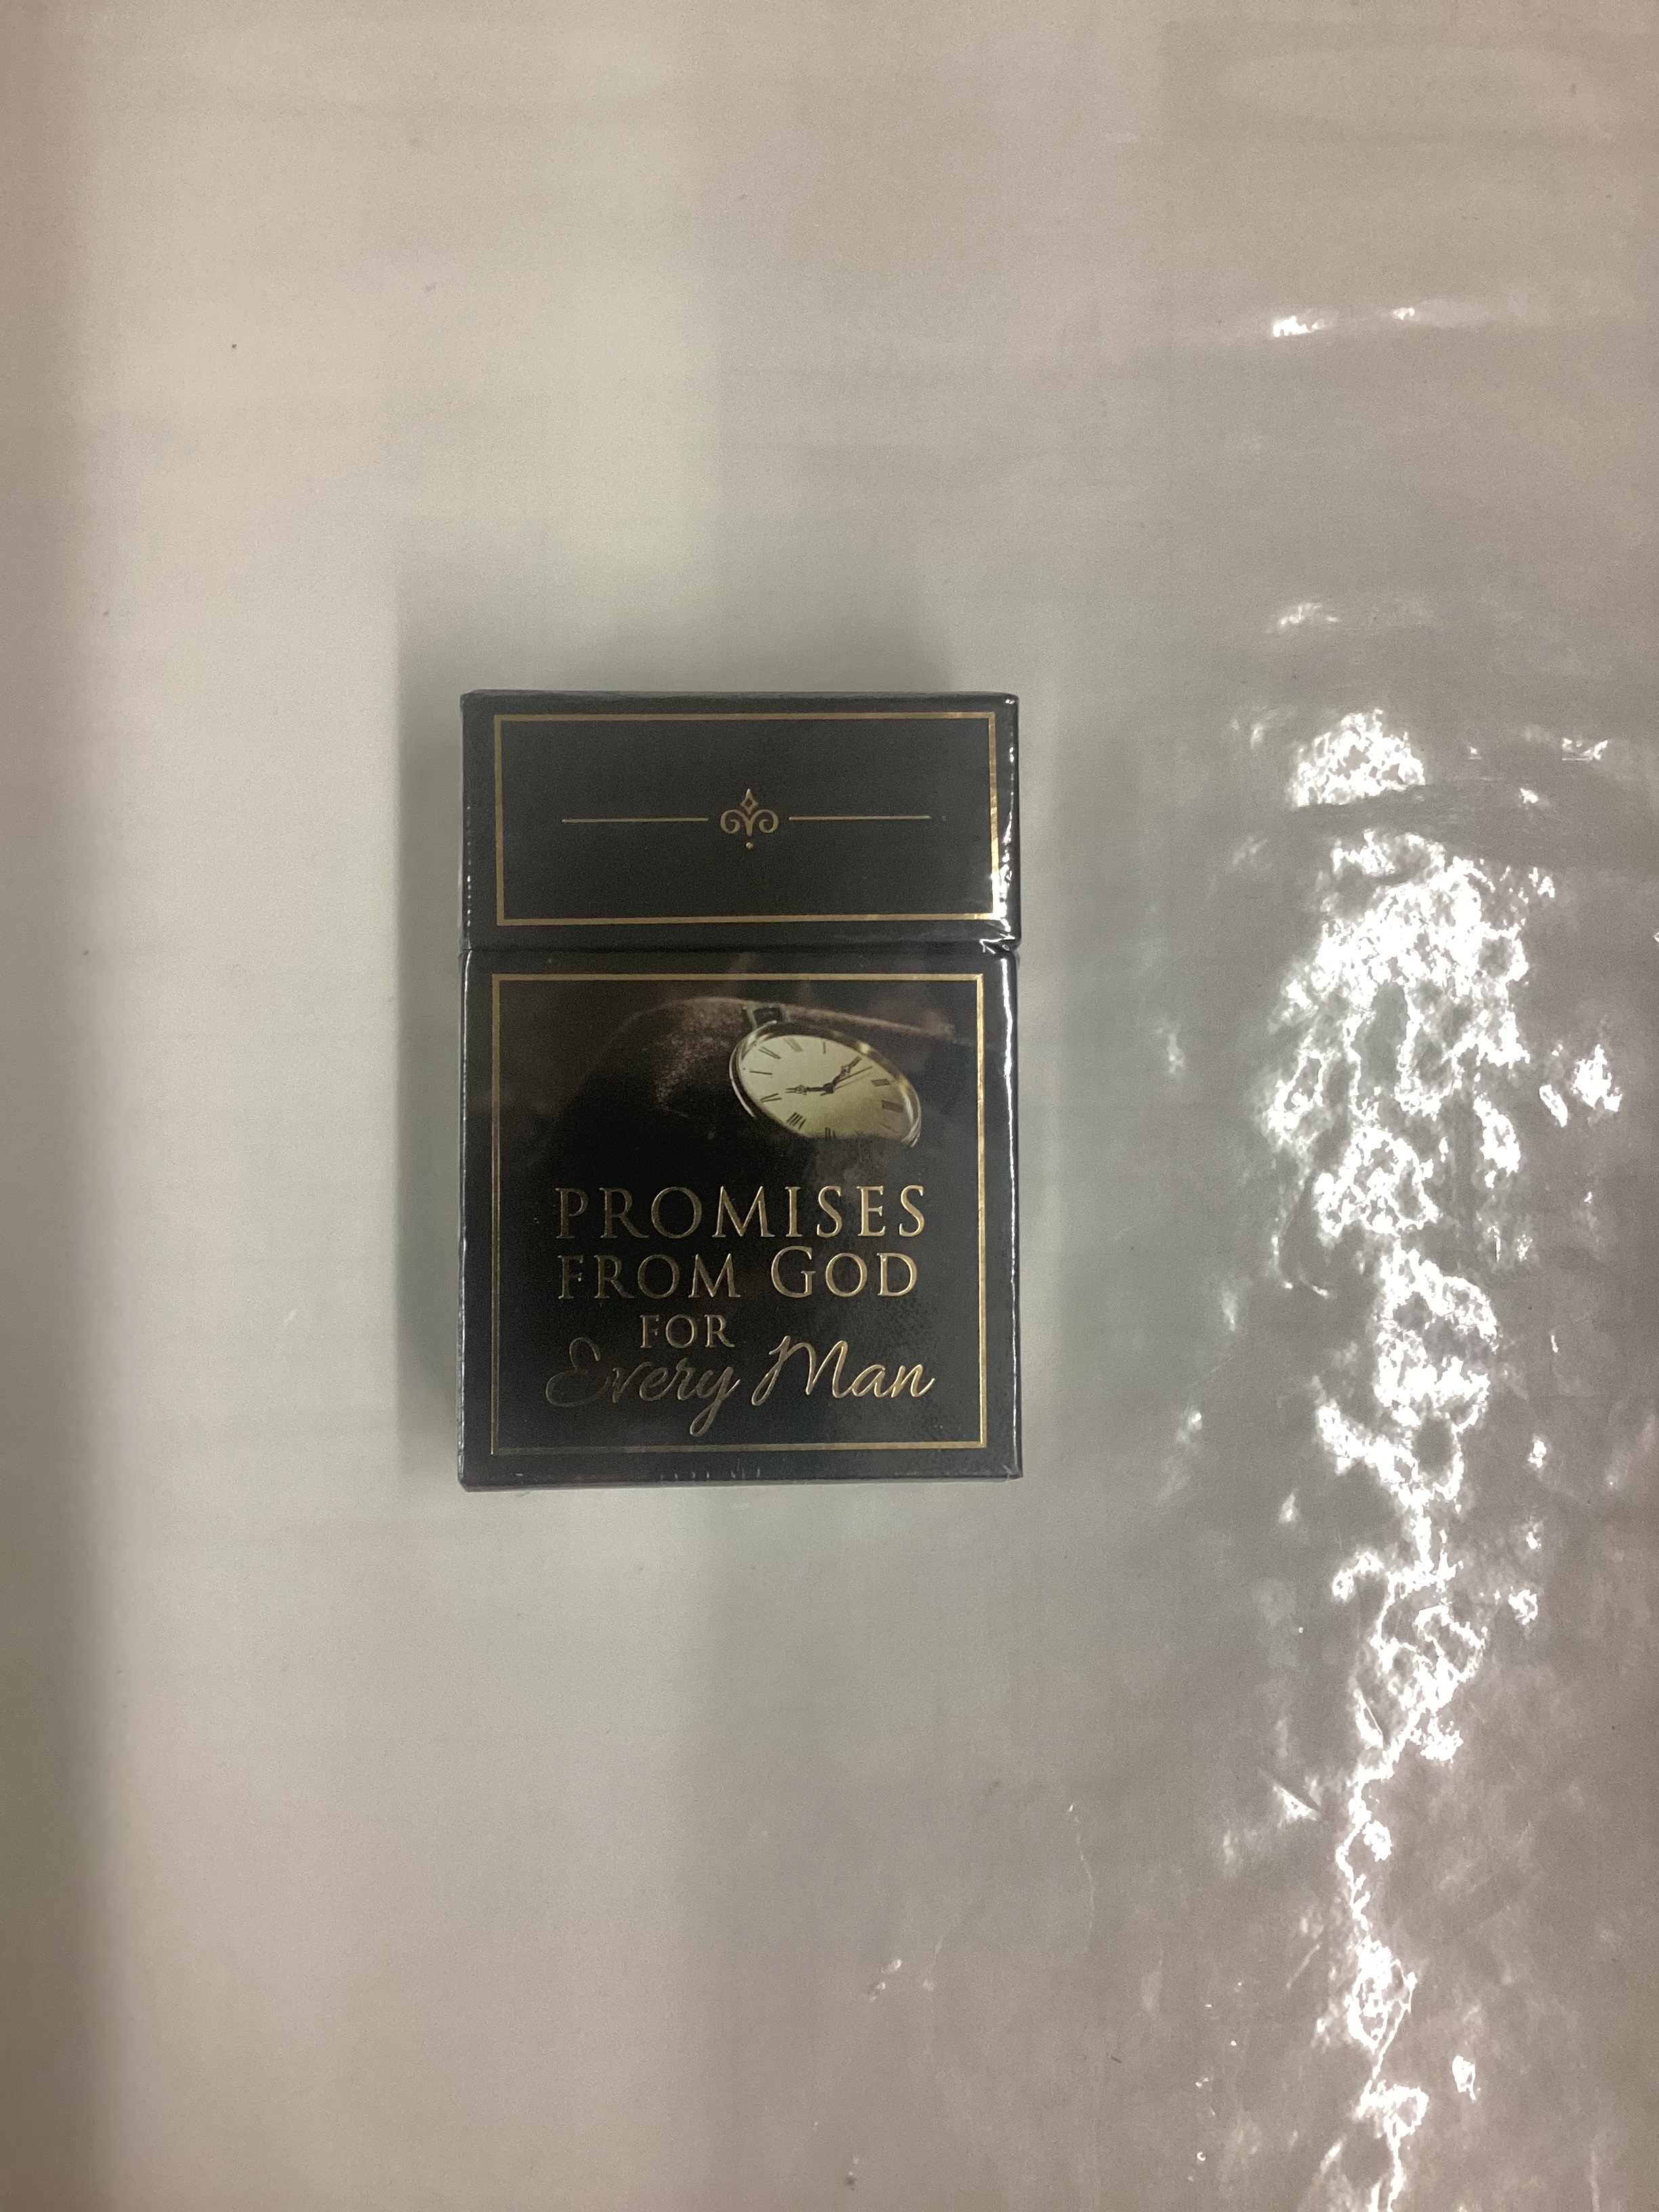 PROMISES
FROM GOD
FOR
Every Man